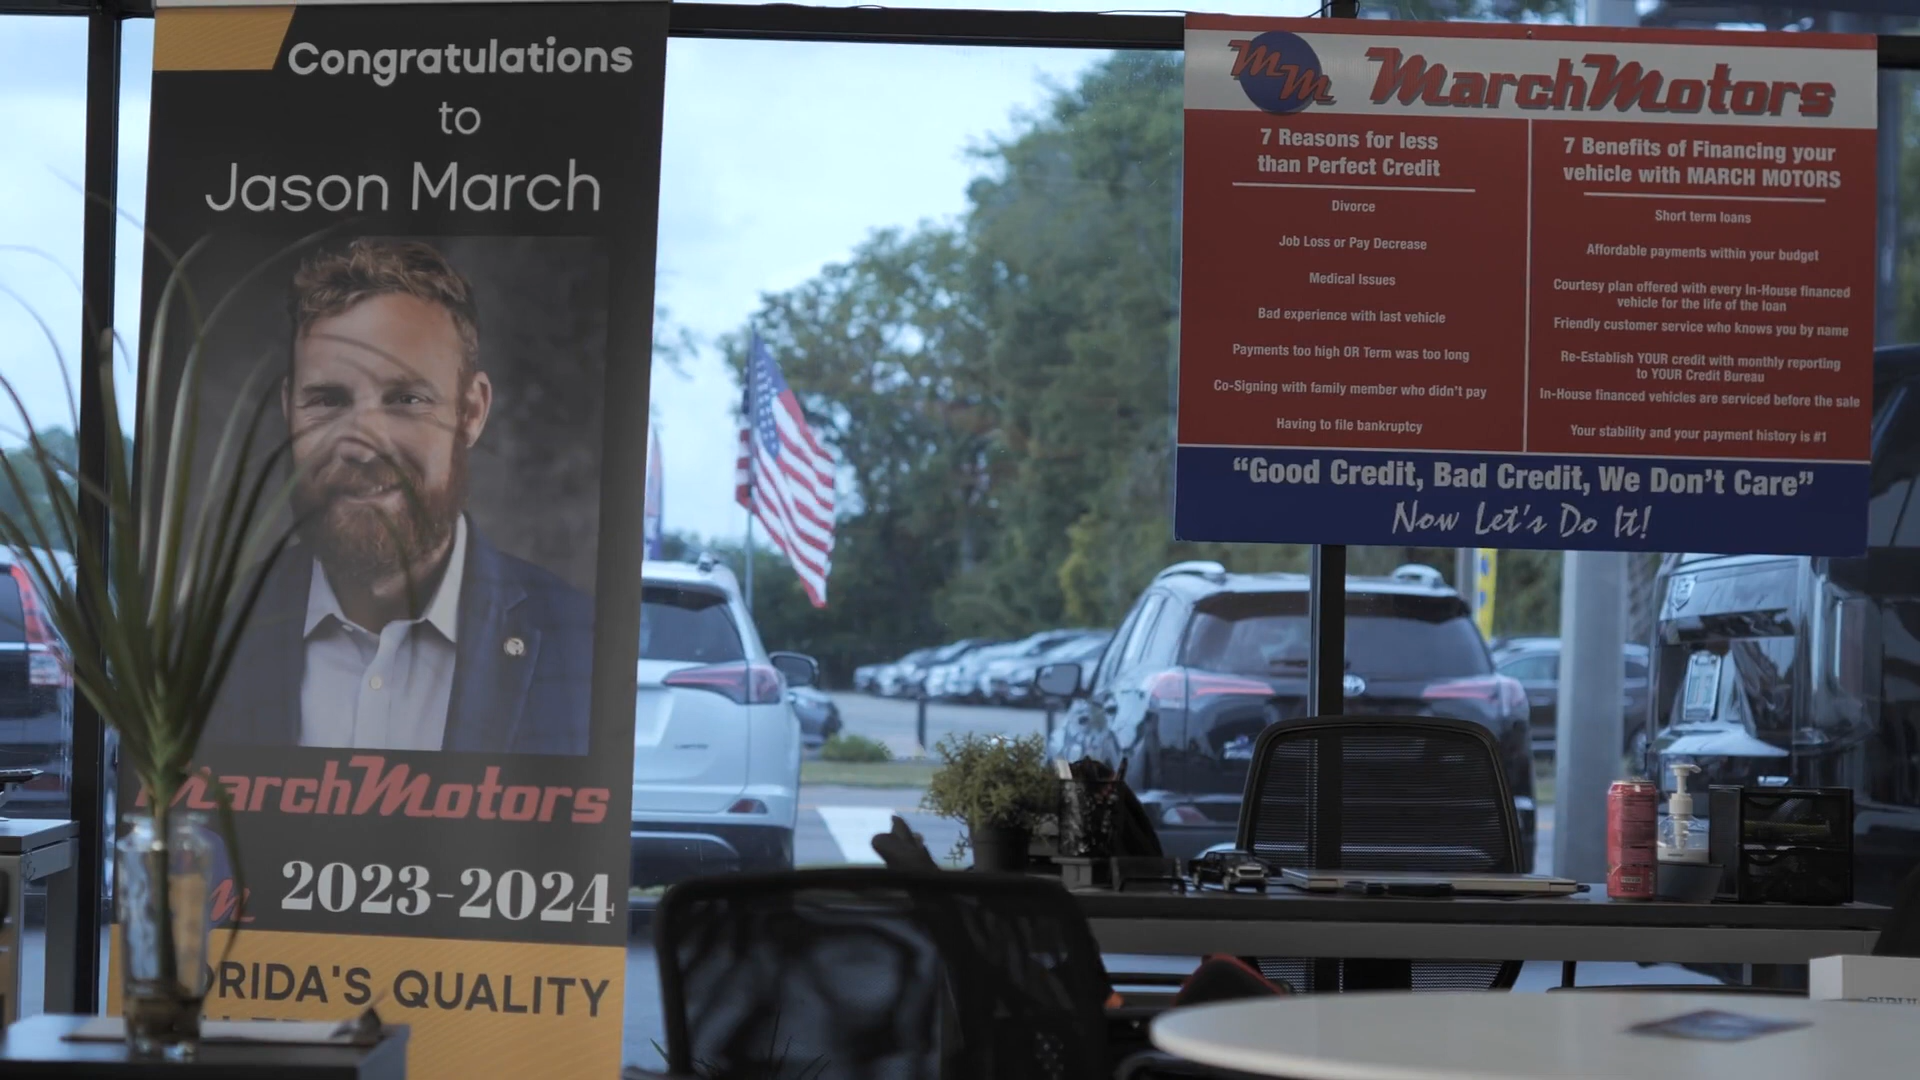 Congratulations
to
Jason March
MarchMotors
2023-2024
ORIDA'S QUALITY
MM MarchMotors
7 Reasons for less
than Perfect Credit
Divorce
Job Loss or Pay Decrease
Medical Issues
Bad experience with last vehicle
Payments too high OR Term was too long
Co-Signing with family member who didn't pay
Having to file bankruptcy
7 Benefits of Financing your
vehicle with MARCH MOTORS
Short term loans
Affordable payments within your budget
Courtesy plan offered with every In-House financed
vehicle for the life of the loan
Friendly customer service who knows you by name
Re-Establish YOUR credit with monthly reporting
to YOUR Credit Bureau
In-House financed vehicles are serviced before the sale
Your stability and your payment history is #1
“Good Credit, Bad Credit, We Don't Care”
Now Let's Do It!